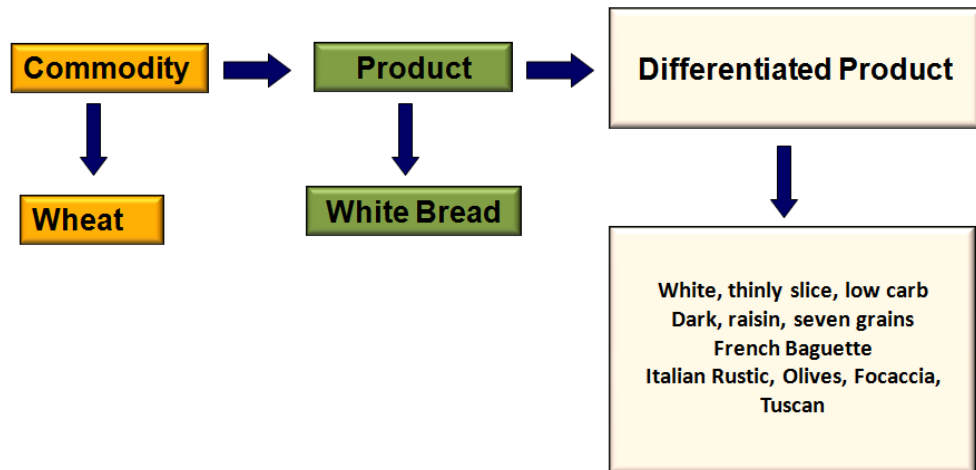 Commodity
Product
Differentiated Product
Wheat
White Bread
White, thinly slice, low carb
Dark, raisin, seven grains
French Baguette
Italian Rustic, Olives, Focaccia,
Tuscan